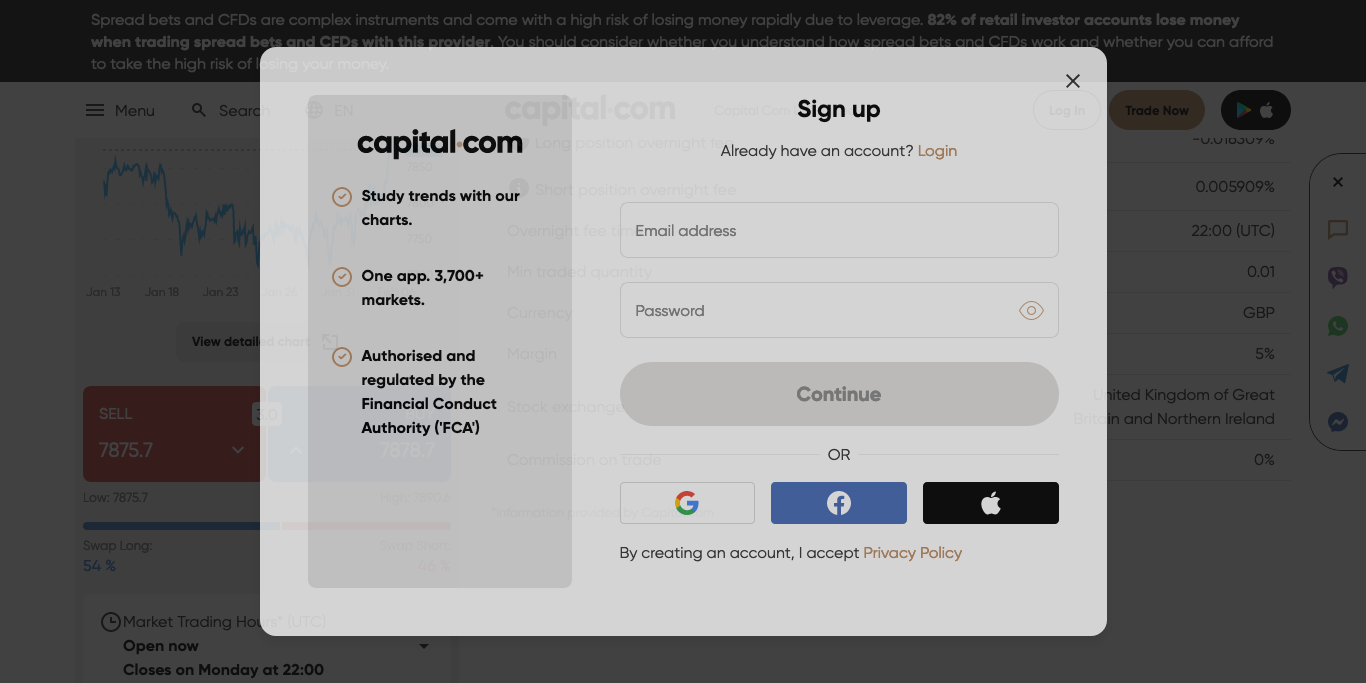 Spread bets and CFDs are complex instruments and come with a high risk of losing money rapidly due to leverage. 82% of retail investor accounts lose money
when trading spread bets and CFDs with this provider. You should consider whether you understand how spread bets and CFDs work and whether you can afford
to take the high risk of losing your money.
Menu
Search
EN
capital.com
Capital Com
Log In
Trade Now
7850
7750
Jan 13
Jan 18
Jan 23
Jan 28
View detailed chart
SELL
3.0
7875.7
7878.7
Low: 7875.7
Swap Long:
Swap Short:
54 %
46 %
Market Trading Hours* (UTC)
Open now
Closes on Monday at 22:00
Long position overnight fee
-0.018309%
Short position overnight fee
0.005909%
Overnight fee time
22:00 (UTC)
Min traded quantity
0.01
Currency
GBP
Margin
5%
Stock exchange
United Kingdom of Great
Britain and Northern Ireland
Commission on trade
0%
*Information provided by Capital.com
capital.com
Study trends with our
charts.
One app. 3,700+
markets.
Authorised and
regulated by the
Financial Conduct
Authority ('FCA')
Sign up
Already have an account? Login
Email address
Password
Continue
OR
By creating an account, I accept Privacy Policy